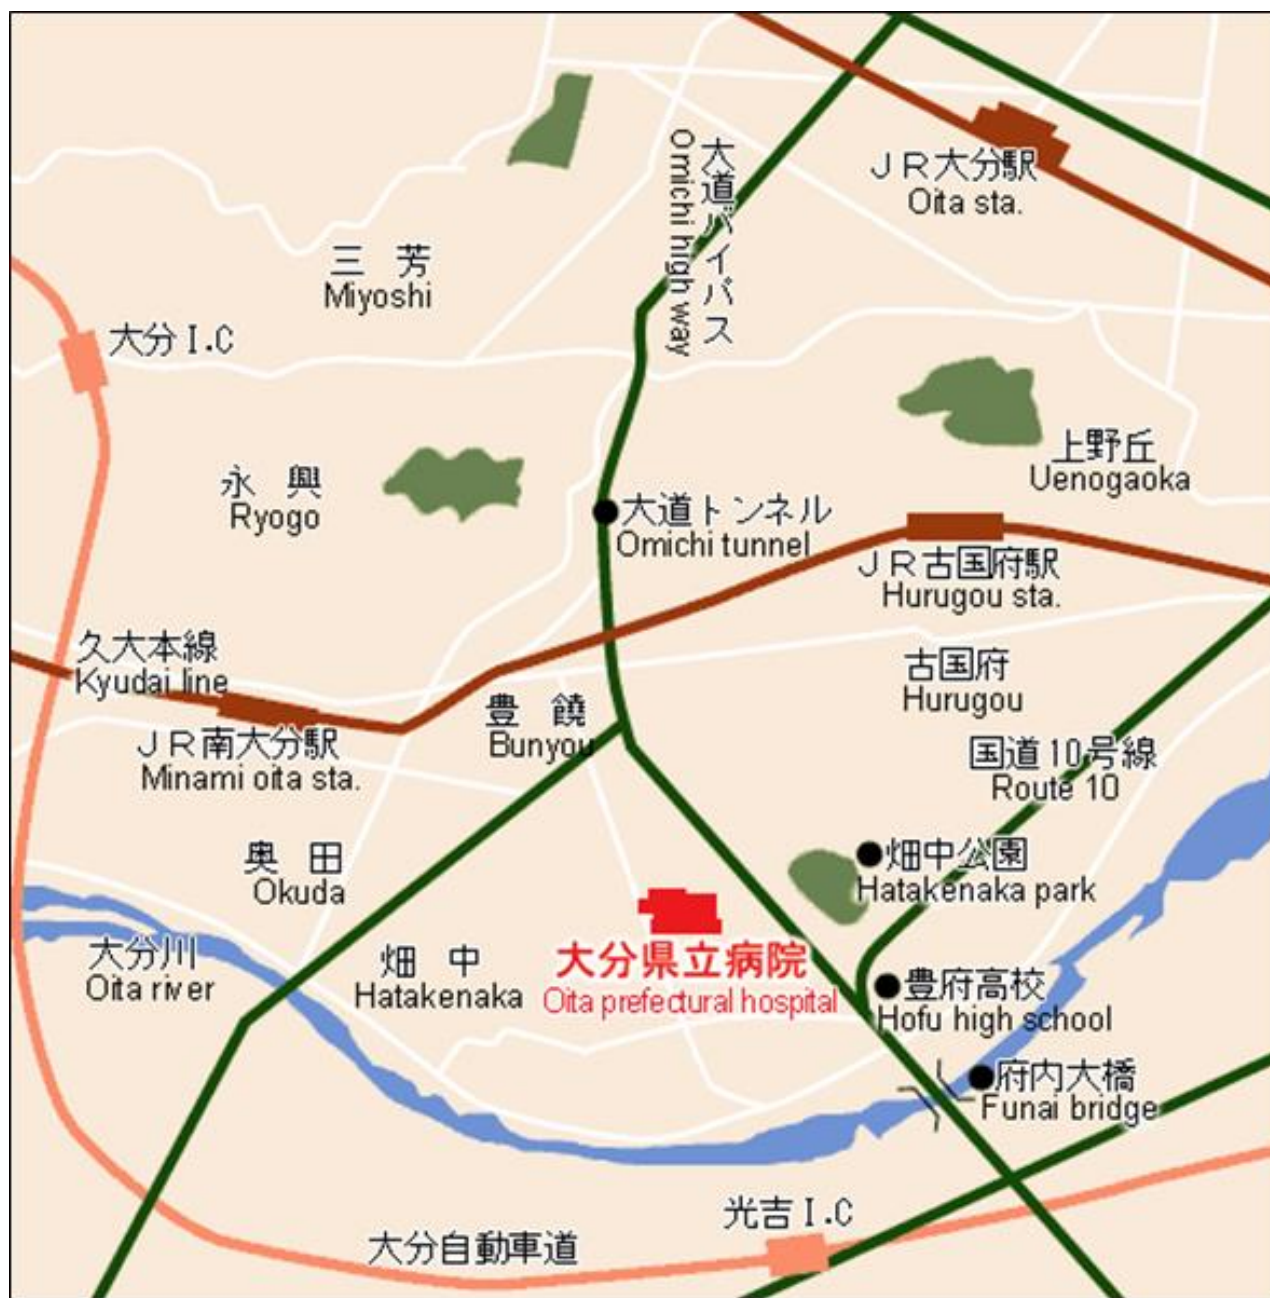 大道バイパス
Omichi high way
ＪＲ大分駅
Oita sta.
三 芳
Miyoshi
大分I.C
上野丘
Uenogaoka
永 興
Ryogo
大道トンネル
Omichi tunnel
ＪＲ古国府駅
Hurugou sta.
久大本線
Kyudai line
古国府
Hurugou
豊 饒
Bunyou
ＪＲ南大分駅
Minami oita sta.
国道10号線
Route 10
奥 田
Okuda
畑中公園
Hatakenaka park
大分川
Oita river
畑 中
Hatakenaka
大分県立病院
Oita prefectural hospital
豊府高校
Hofu high school
府内大橋
Funai bridge
光吉I.C
大分自動車道